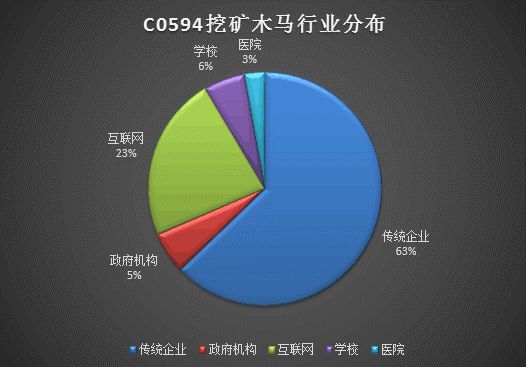 C0594挖矿木马行业分布
医院
3%
学校
6%
互联网
23%
传统企业
63%
政府机构
5%
传统企业 政府机构 互联网 学校 医院